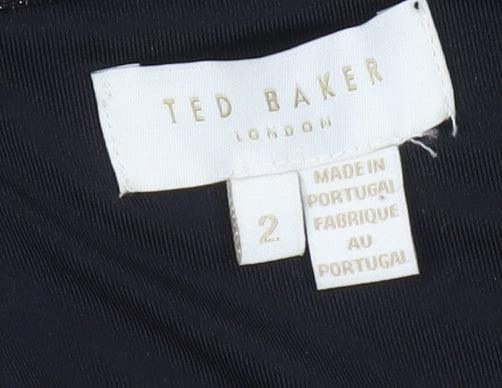 TED BAKER
LONDON
2
MADE IN
PORTUGAL
FABRIQUE
AU
PORTUGAL